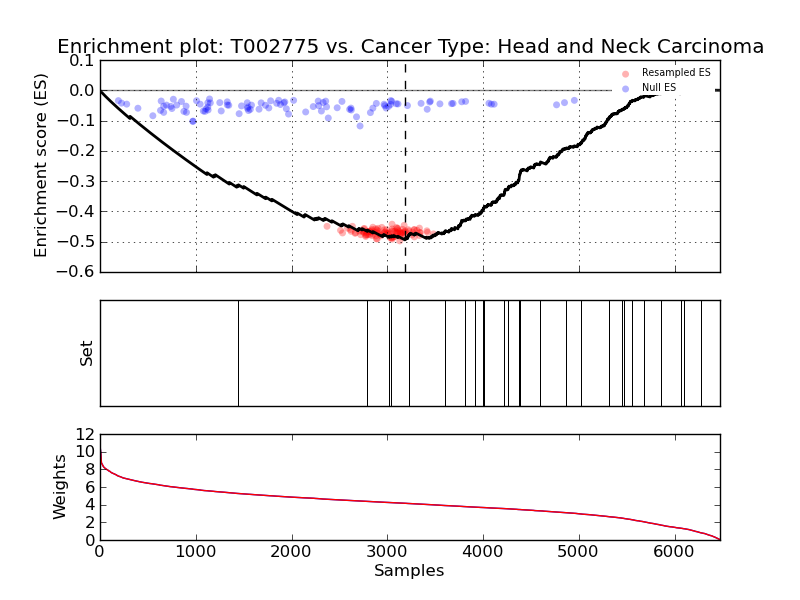 Enrichment plot: T002775 vs. Cancer Type: Head and Neck Carcinoma
Enrichment score (ES)
0.1
0.0
−0.1
−0.2
−0.3
−0.4
−0.5
−0.6
Resampled ES
Null ES
Set
Weights
12
10
8
6
4
2
0
0 1000 2000 3000 4000 5000 6000
Samples